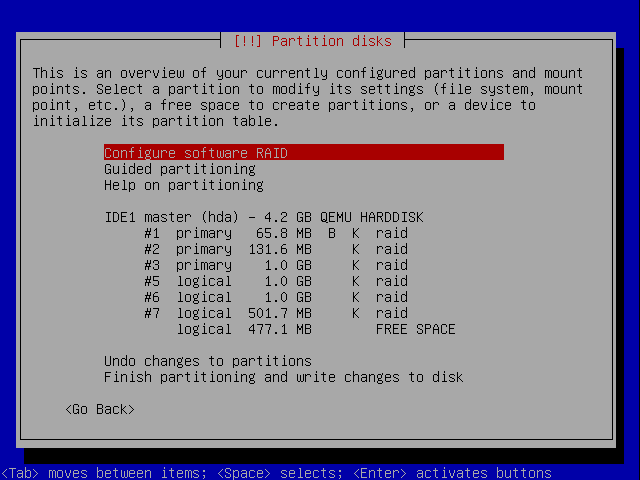 [!!] Partition disks
This is an overview of your currently configured partitions and mount
points. Select a partition to modify its settings (file system, mount
point, etc.), a free space to create partitions, or a device to
initialize its partition table.
Configure software RAID
Guided partitioning
Help on partitioning
IDE1 master (hda) - 4.2 GB QEMU HARDDISK
#1 primary 65.8 MB B K raid
#2 primary 131.6 MB K raid
#3 primary 1.0 GB K raid
#5 logical 1.0 GB K raid
#6 logical 1.0 GB K raid
#7 logical 501.7 MB K raid
logical 477.1 MB FREE SPACE
Undo changes to partitions
Finish partitioning and write changes to disk
<Go Back>
<Tab> moves between items; <Space> selects; <Enter> activates buttons